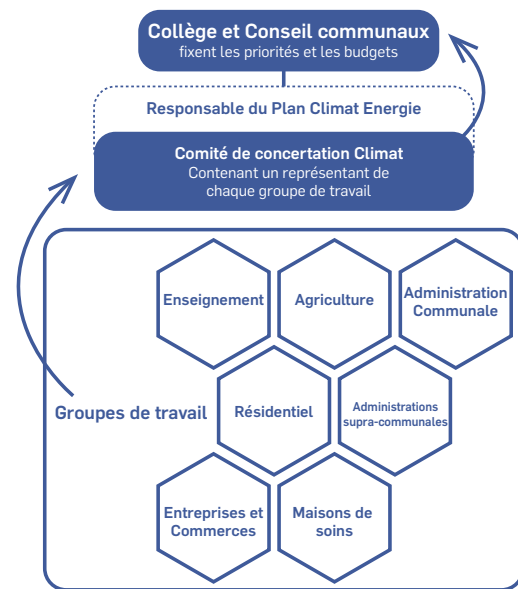 Collège et Conseil communaux
fixent les priorités et les budgets
Responsable du Plan Climat Energie
Comité de concertation Climat
Contenant un représentant de
chaque groupe de travail
Enseignement
Agriculture
Administration
Communale
Groupes de travail
Résidentiel
Administrations
supra-communales
Entreprises et
Commerces
Maisons de
soins